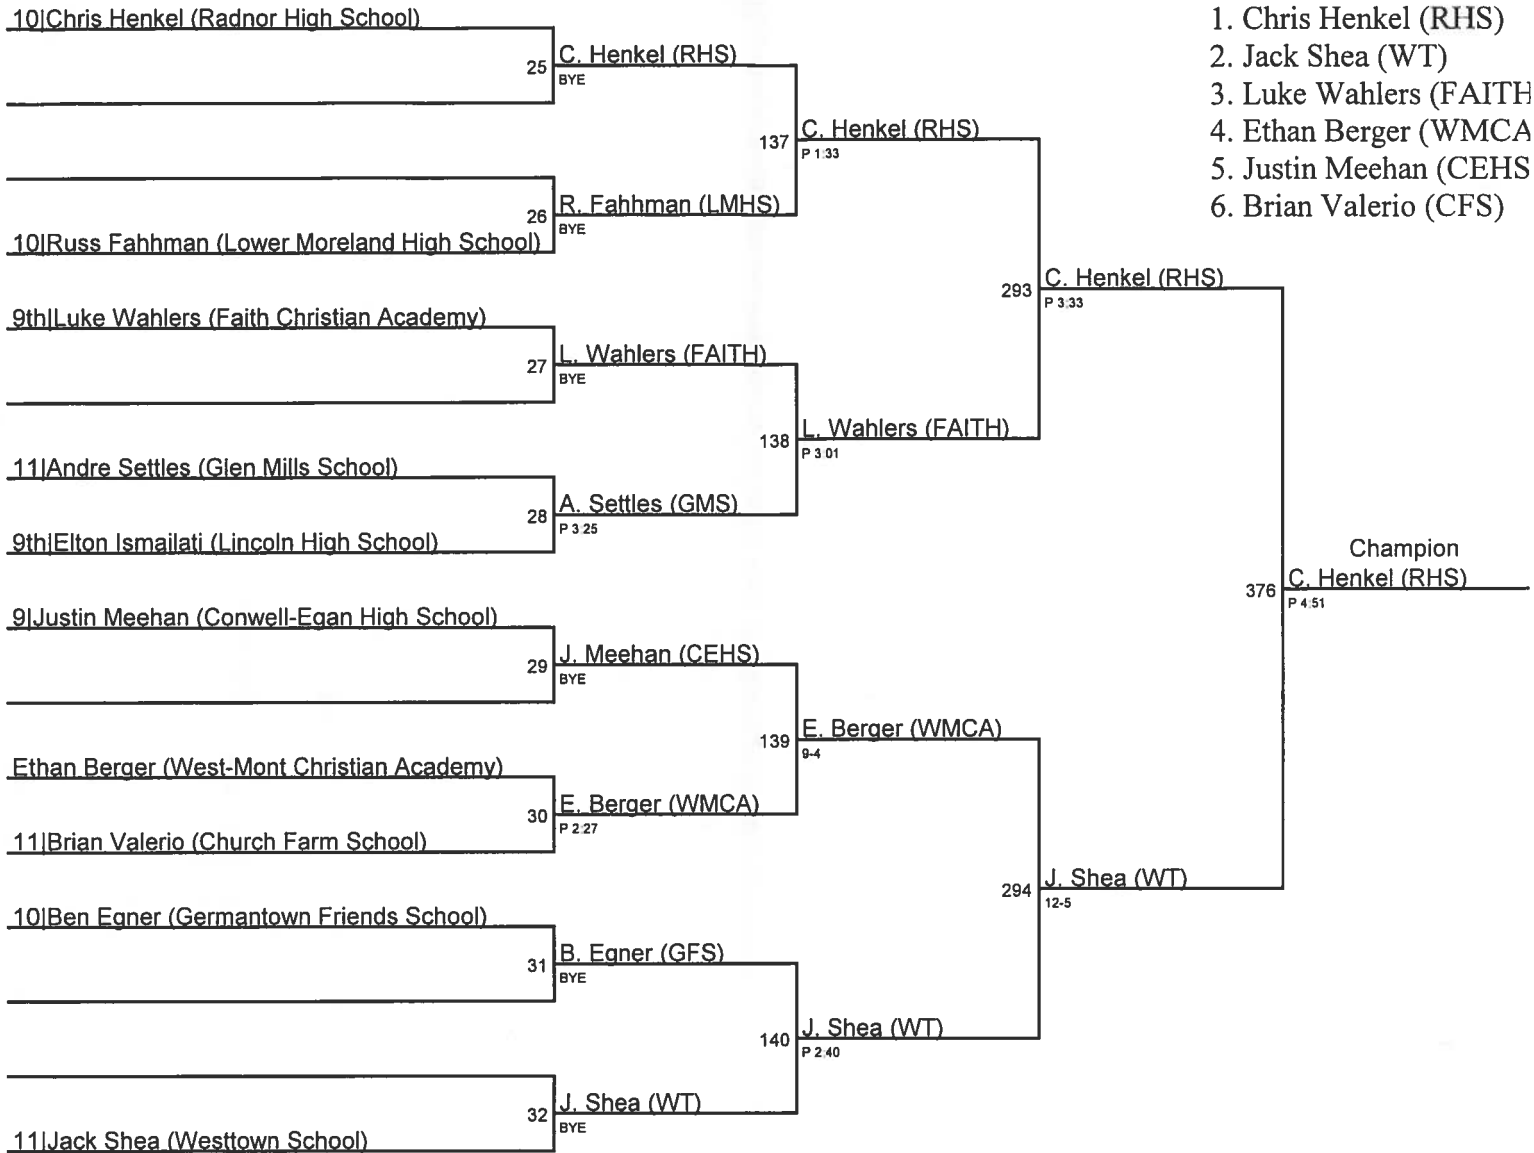 10|Chris Henkel (Radnor High School)
25
C. Henkel (RHS)
BYE
137
C. Henkel (RHS)
P 1:33
26
R. Fahhman (LMHS)
BYE
10|Russ Fahhman (Lower Moreland High School)
293
C. Henkel (RHS)
P 3:33
9th|Luke Wahlers (Faith Christian Academy)
27
L. Wahlers (FAITH)
BYE
138
L. Wahlers (FAITH)
P 3:01
11|Andre Settles (Glen Mills School)
28
A. Settles (GMS)
P 3:25
9th|Elton Ismailati (Lincoln High School)
Champion
376
C. Henkel (RHS)
P 4:51
9|Justin Meehan (Conwell-Egan High School)
29
J. Meehan (CEHS)
BYE
139
E. Berger (WMCA)
9-4
Ethan Berger (West-Mont Christian Academy)
30
E. Berger (WMCA)
P 2:27
11|Brian Valerio (Church Farm School)
294
J. Shea (WT)
12-5
10|Ben Egner (Germantown Friends School)
31
B. Egner (GFS)
BYE
140
J. Shea (WT)
P 2:40
32
J. Shea (WT)
BYE
11|Jack Shea (Westtown School)
1. Chris Henkel (RHS)
2. Jack Shea (WT)
3. Luke Wahlers (FAITH
4. Ethan Berger (WMCA
5. Justin Meehan (CEHS
6. Brian Valerio (CFS)